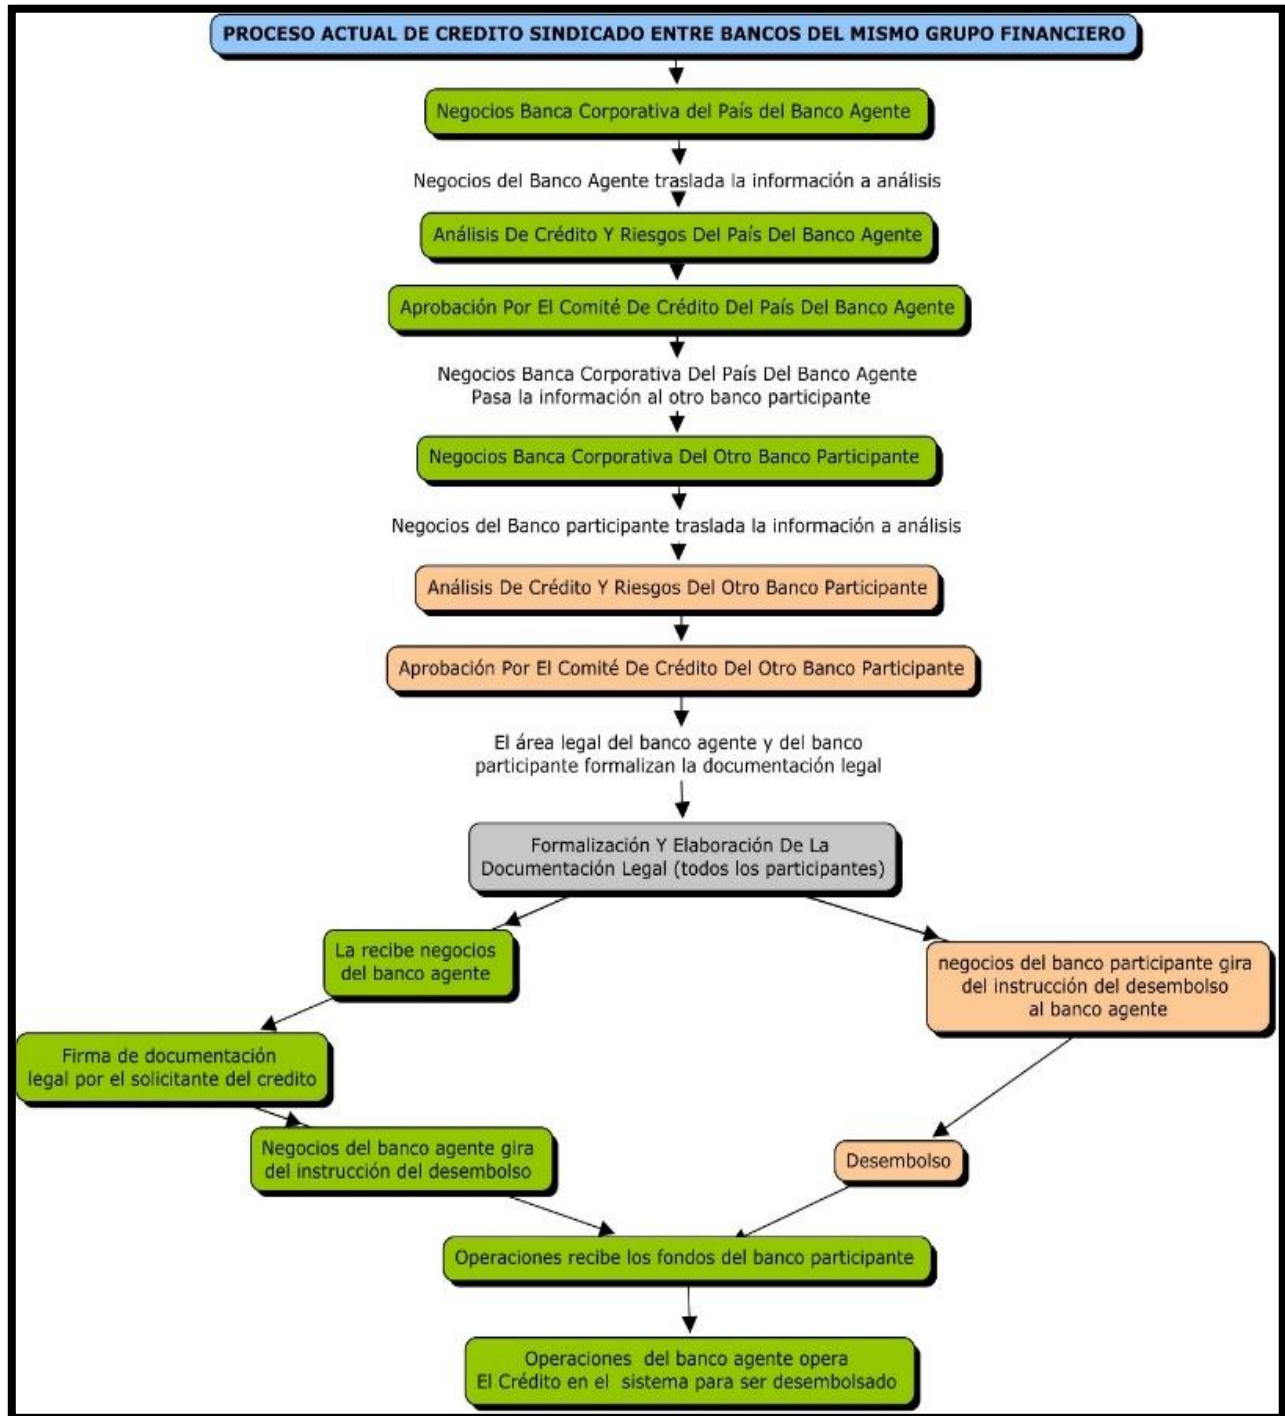 PROCESO ACTUAL DE CREDITO SINDICADO ENTRE BANCOS DEL MISMO GRUPO FINANCIERO
Negocios Banca Corporativa del País del Banco Agente
Negocios del Banco Agente traslada la información a análisis
Análisis De Crédito Y Riesgos Del País Del Banco Agente
Aprobación Por El Comité De Crédito Del País Del Banco Agente
Negocios Banca Corporativa Del País Del Banco Agente
Pasa la información al otro banco participante
Negocios Banca Corporativa Del Otro Banco Participante
Negocios del Banco participante traslada la información a análisis
Análisis De Crédito Y Riesgos Del Otro Banco Participante
Aprobación Por El Comité De Crédito Del Otro Banco Participante
El área legal del banco agente y del banco
participante formalizan la documentación legal
Formalización Y Elaboración De La
Documentación Legal (todos los participantes)
La recibe negocios
del banco agente
negocios del banco participante gira
del instrucción del desembolso
al banco agente
Firma de documentación
legal por el solicitante del credito
Negocios del banco agente gira
del instrucción del desembolso
Desembolso
Operaciones recibe los fondos del banco participante
Operaciones del banco agente opera
El Crédito en el sistema para ser desembolsado